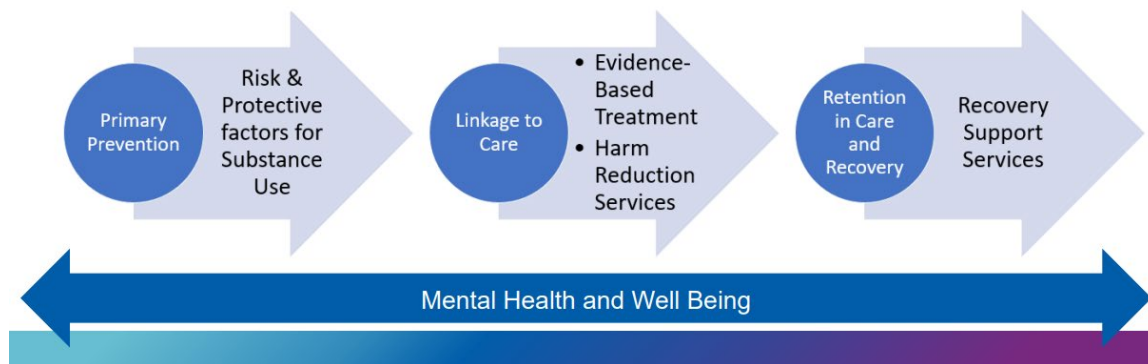 Primary
Prevention
Risk &
Protective
factors for
Substance
Use
Linkage to
Care
• Evidence-
Based
Treatment
• Harm
Reduction
Services
Retention
in Care
and
Recovery
Recovery
Support
Services
Mental Health and Well Being